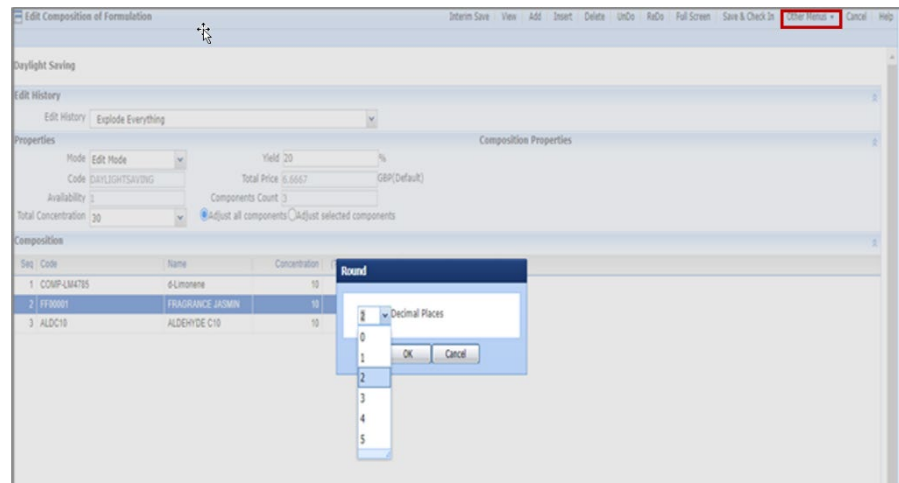 Edit Composition of Formulation Interim Save View Add Insert Delete UnDo ReDo Full Screen Save & Check In Other Menus Cancel Help
Daylight Saving
Edit History
Edit History Explode Everything
Properties Composition Properties
Mode Edit Mode Yield 20 %
Code DAYLIGHTSAVING Total Price 6.6667 GBP(Default)
Availability 1 Components Count 3
Total Concentration 30 Adjust all components Adjust selected components
Composition
Seq Code Name Concentration
1 COMP-LM4785 d-Limonene 10
2 FF00001 FRAGRANCE JASMIN 10
3 ALDC10 ALDEHYDE C10 10
Round
2 Decimal Places
OK Cancel
0
1
2
3
4
5